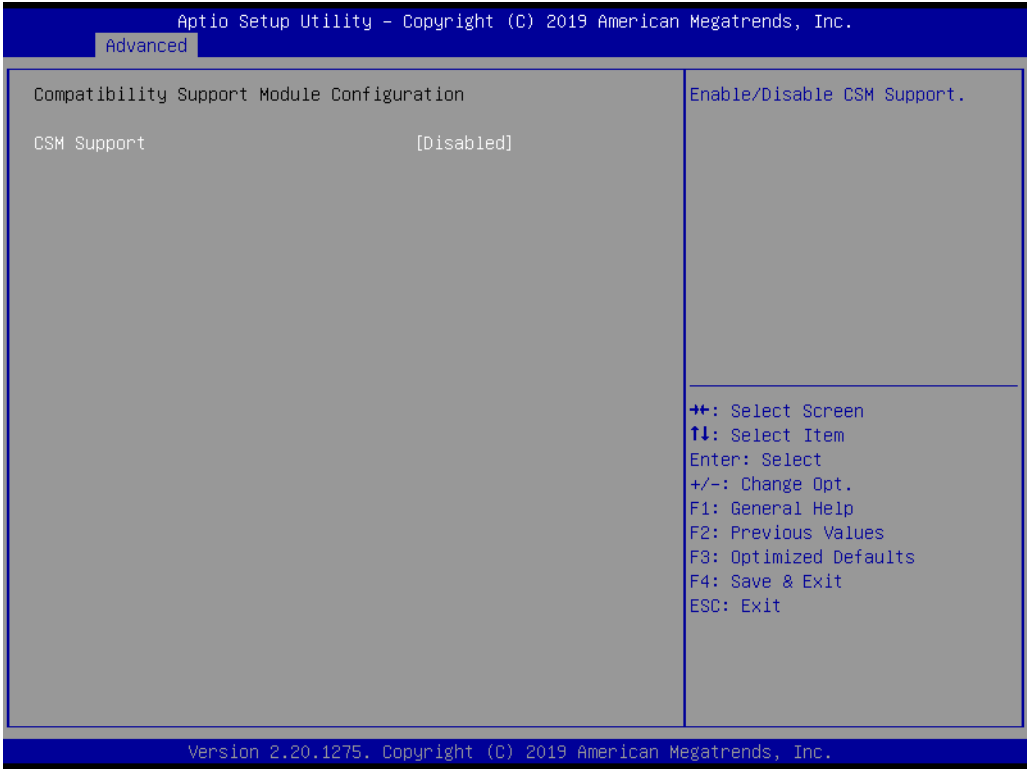 Aptio Setup Utility – Copyright (C) 2019 American Megatrends, Inc.
Advanced
Compatibility Support Module Configuration
CSM Support [Disabled]
Enable/Disable CSM Support.
→←: Select Screen
↑↓: Select Item
Enter: Select
+/-: Change Opt.
F1: General Help
F2: Previous Values
F3: Optimized Defaults
F4: Save & Exit
ESC: Exit
Version 2.20.1275. Copyright (C) 2019 American Megatrends, Inc.